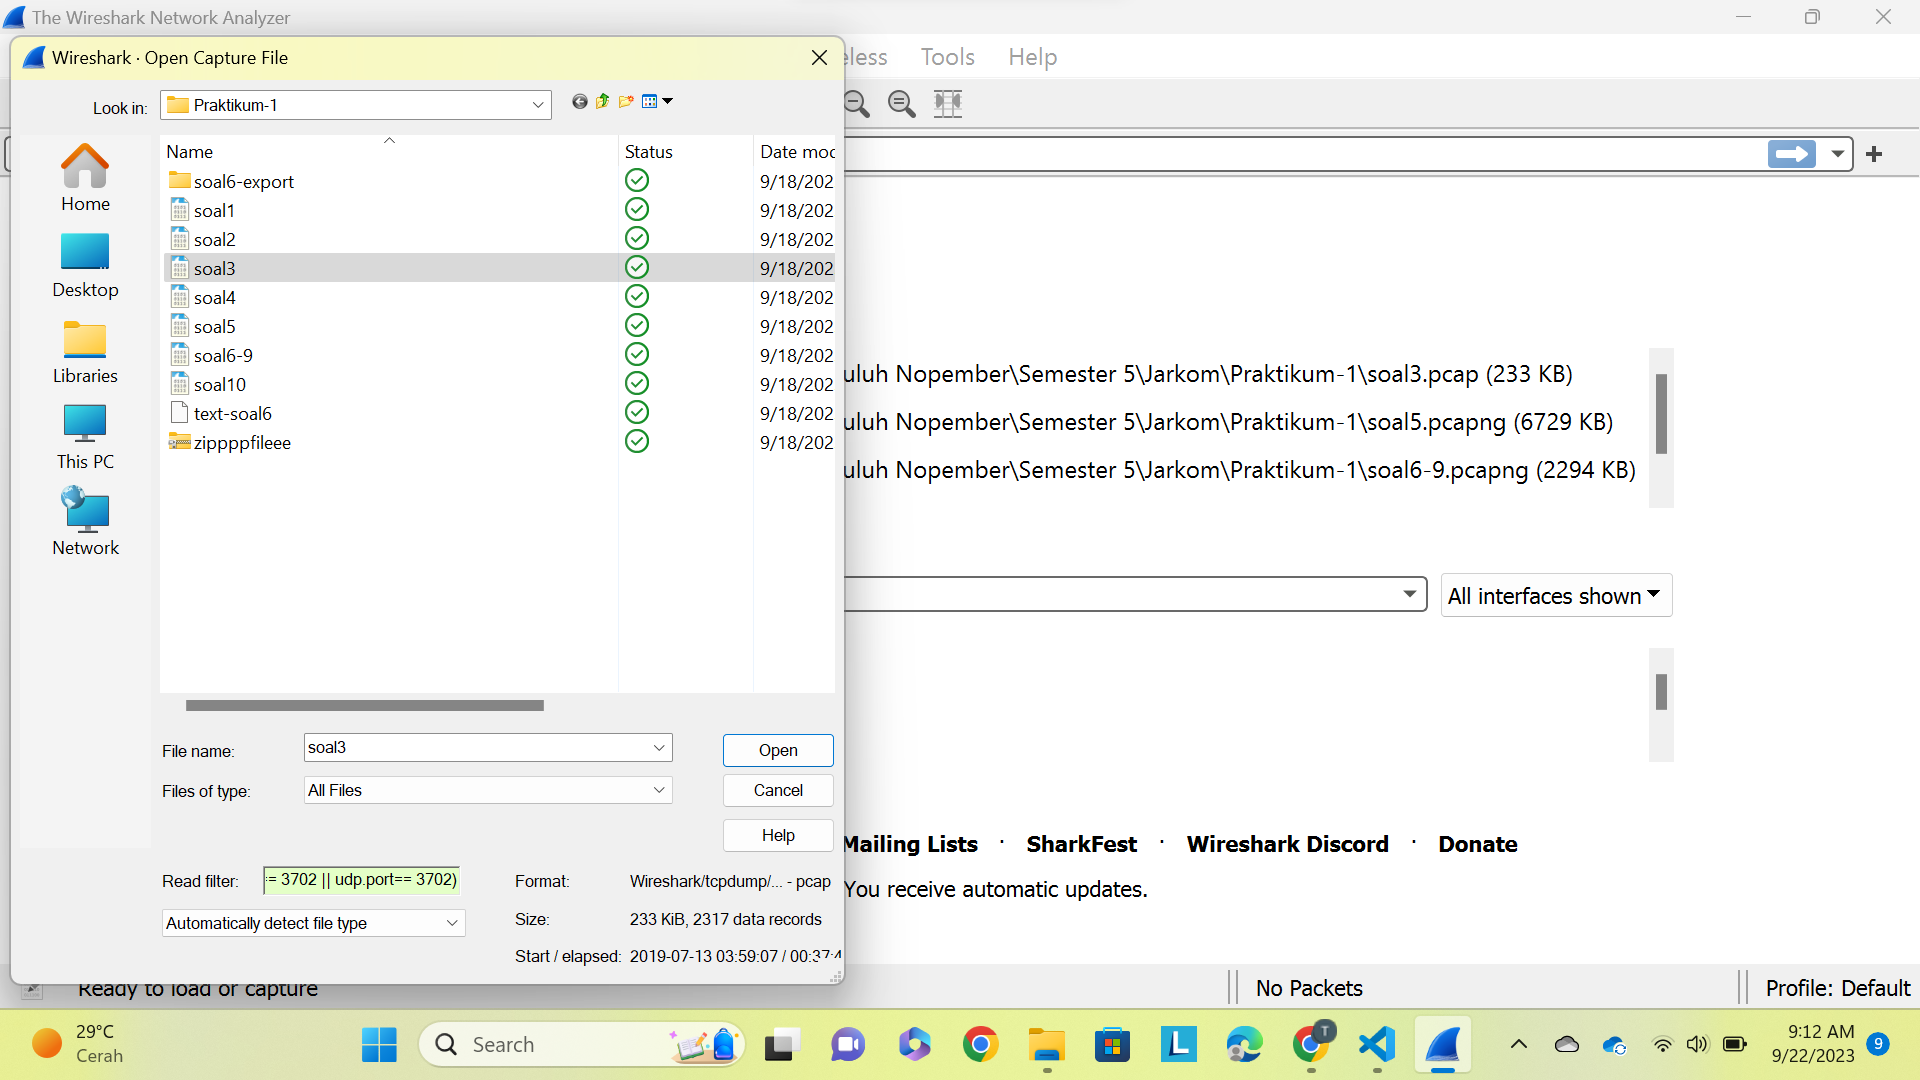 The Wireshark Network Analyzer
Wireshark · Open Capture File
eless Tools Help
Look in: Praktikum-1
Name Status Date moc
soal6-export 9/18/202
soal1 9/18/202
soal2 9/18/202
soal3 9/18/202
soal4 9/18/202
soal5 9/18/202
soal6-9 9/18/202
soal10 9/18/202
text-soal6 9/18/202
zippppfileee 9/18/202
Home
Desktop
Libraries
This PC
Network
uluh Nopember\Semester 5\Jarkom\Praktikum-1\soal3.pcap (233 KB)
uluh Nopember\Semester 5\Jarkom\Praktikum-1\soal5.pcapng (6729 KB)
uluh Nopember\Semester 5\Jarkom\Praktikum-1\soal6-9.pcapng (2294 KB)
All interfaces shown
File name: soal3 Open
Files of type: All Files Cancel
Help
Read filter: = 3702 || udp.port== 3702)
Automatically detect file type
Format: Wireshark/tcpdump/... - pcap
Size: 233 KiB, 2317 data records
Start / elapsed: 2019-07-13 03:59:07 / 00:37:4
Mailing Lists · SharkFest · Wireshark Discord · Donate
You receive automatic updates.
Ready to load or capture No Packets Profile: Default
29°C
Cerah
Search
L
T
9:12 AM
9/22/2023
9